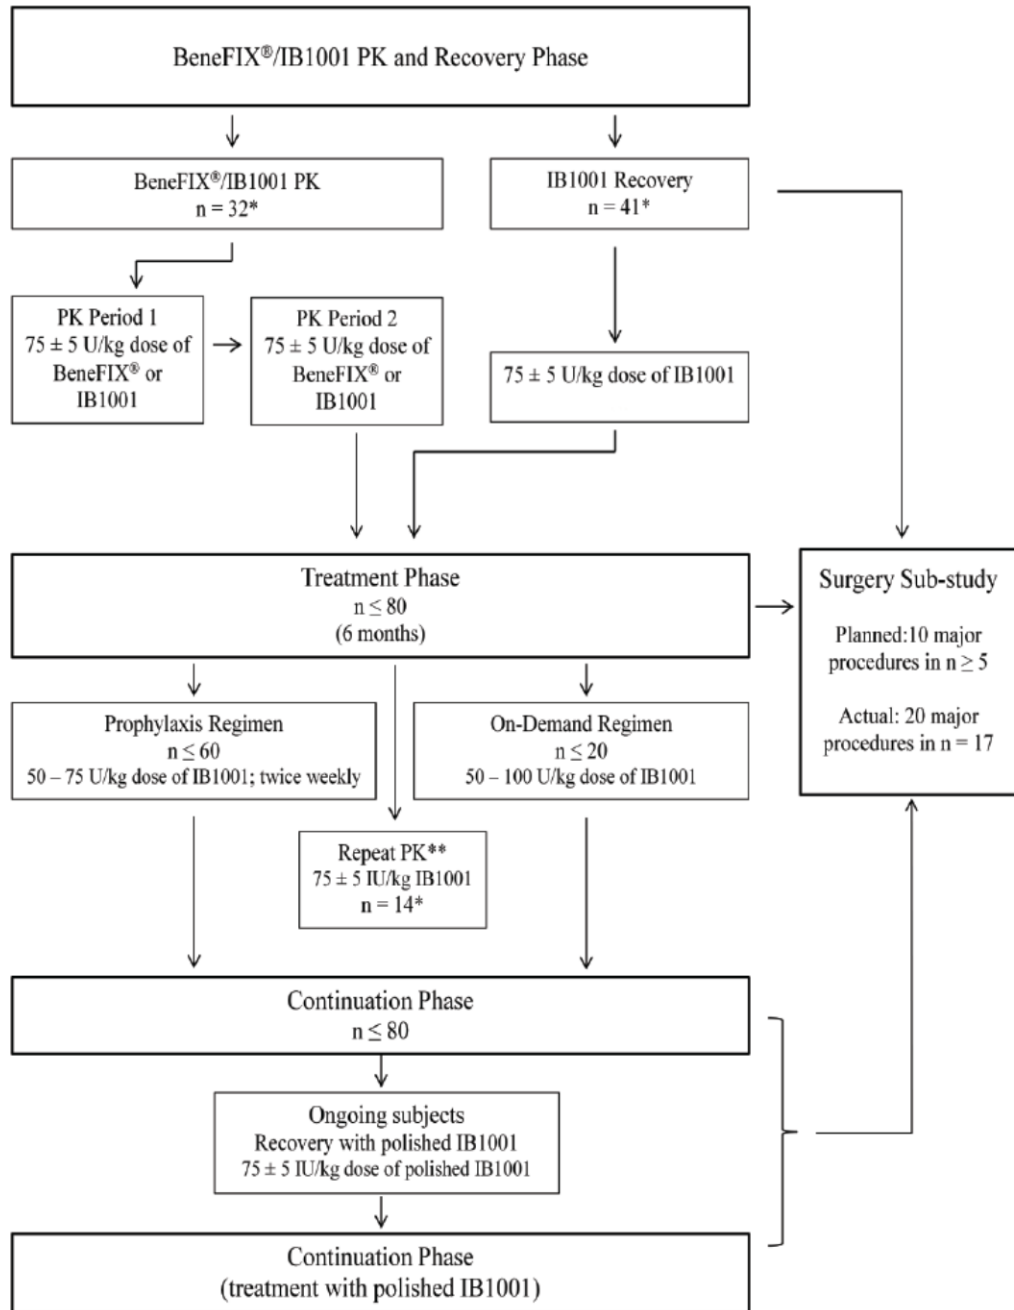 BeneFIX®/IB1001 PK and Recovery Phase
BeneFIX®/IB1001 PK
n = 32*
IB1001 Recovery
n = 41*
PK Period 1
75 ± 5 U/kg dose of
BeneFIX® or
IB1001
PK Period 2
75 ± 5 U/kg dose of
BeneFIX® or
IB1001
75 ± 5 U/kg dose of IB1001
Treatment Phase
n ≤ 80
(6 months)
Surgery Sub-study
Planned:10 major
procedures in n ≥ 5
Actual: 20 major
procedures in n = 17
Prophylaxis Regimen
n ≤ 60
50 – 75 U/kg dose of IB1001; twice weekly
On-Demand Regimen
n ≤ 20
50 – 100 U/kg dose of IB1001
Repeat PK**
75 ± 5 IU/kg IB1001
n = 14*
Continuation Phase
n ≤ 80
Ongoing subjects
Recovery with polished IB1001
75 ± 5 IU/kg dose of polished IB1001
Continuation Phase
(treatment with polished IB1001)